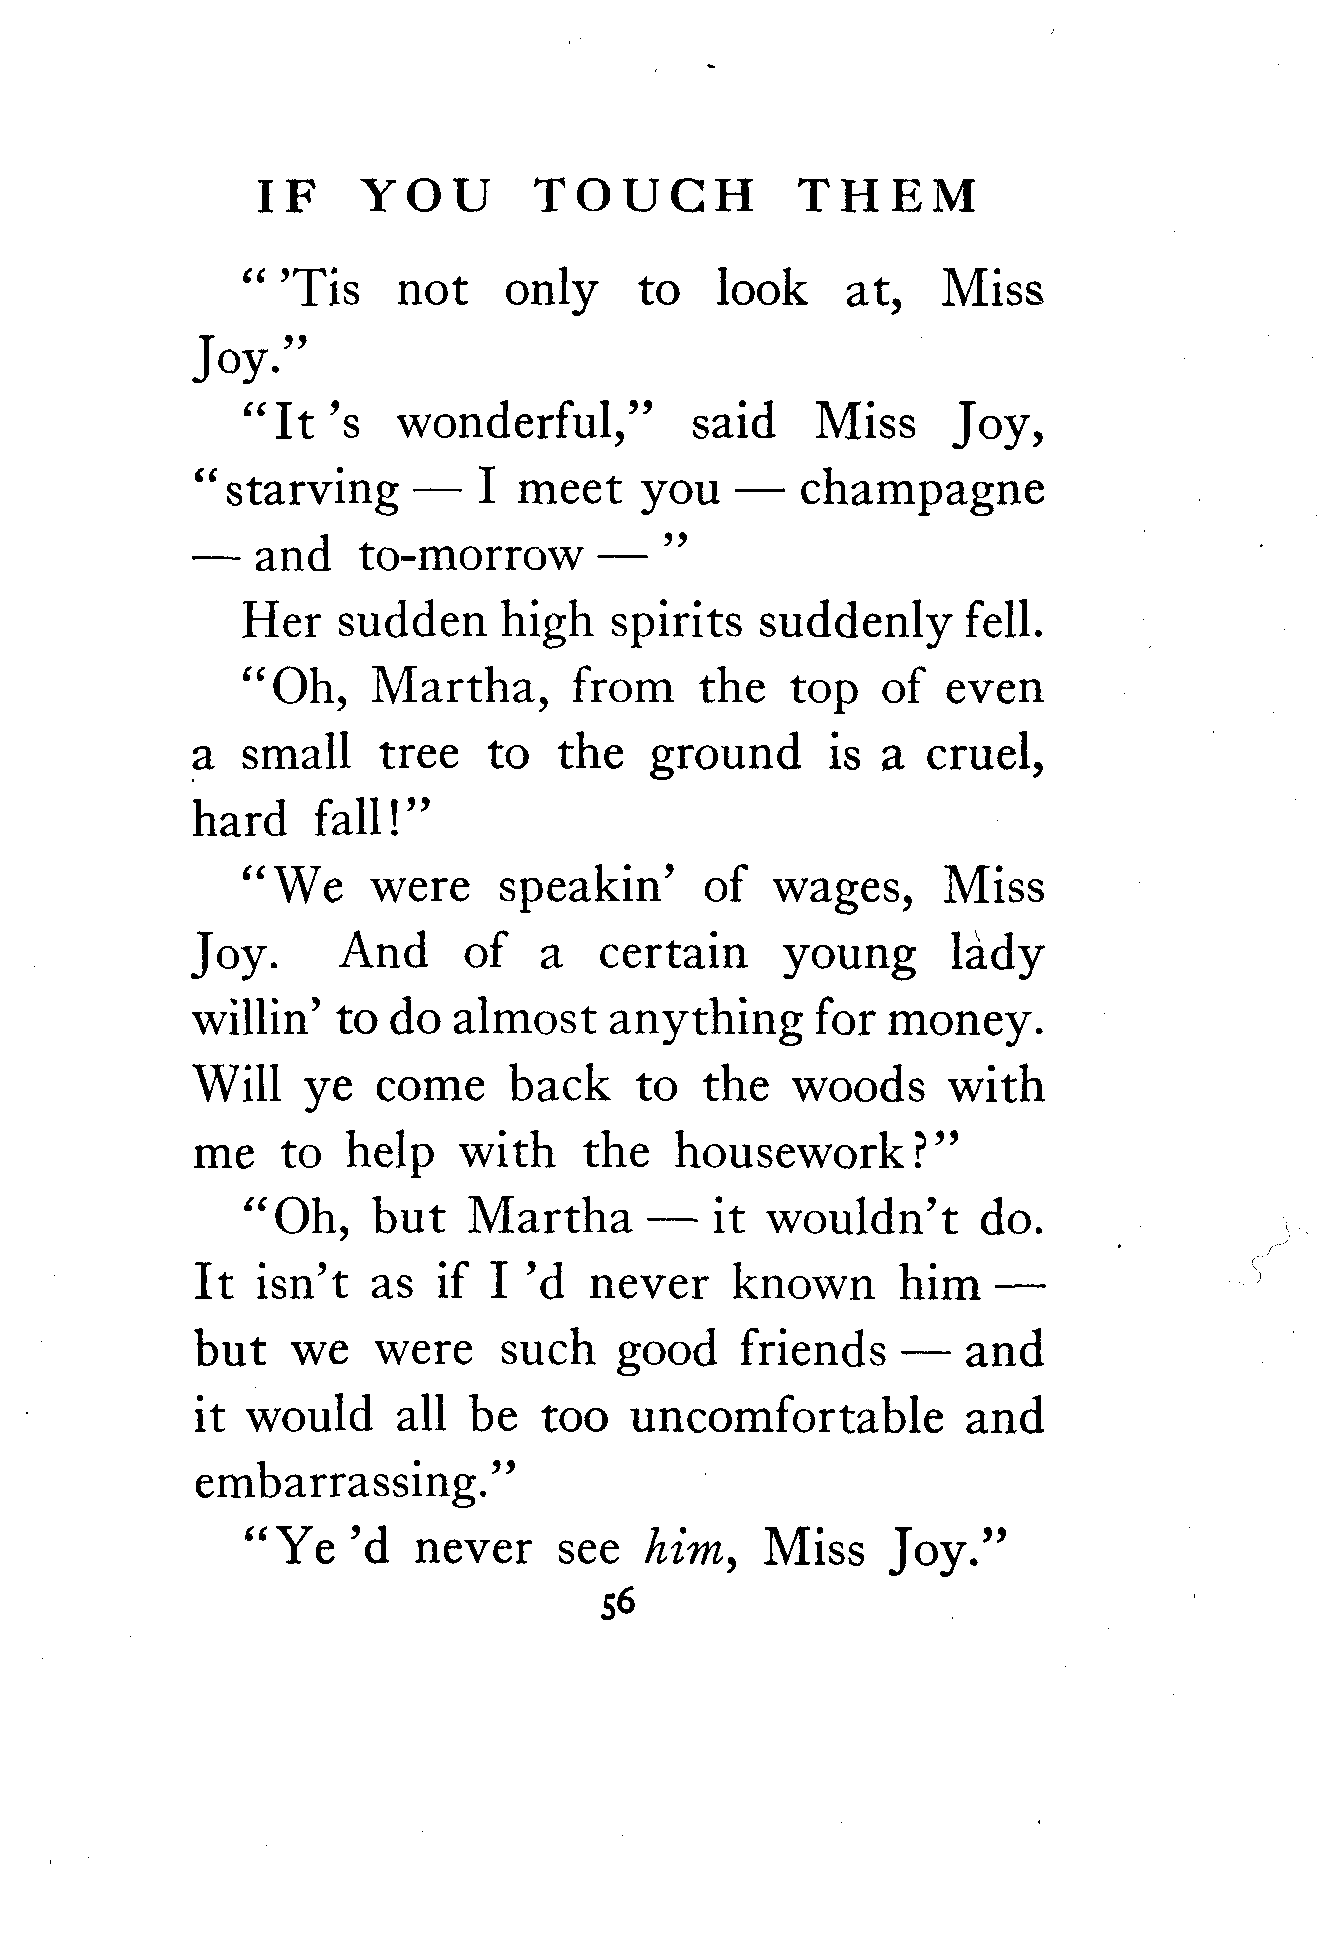 IF YOU TOUCH THEM
“ ’Tis not only to look at, Miss
Joy.”
“It ’s wonderful,” said Miss Joy,
“starving — I meet you — champagne
— and to-morrow — ”
Her sudden high spirits suddenly fell.
“Oh, Martha, from the top of even
a small tree to the ground is a cruel,
hard fall!”
“We were speakin’ of wages, Miss
Joy. And of a certain young lady
willin’ to do almost anything for money.
Will ye come back to the woods with
me to help with the housework?”
“Oh, but Martha — it wouldn’t do.
It isn’t as if I ’d never known him —
but we were such good friends — and
it would all be too uncomfortable and
embarrassing.”
“Ye ’d never see him, Miss Joy.”
56